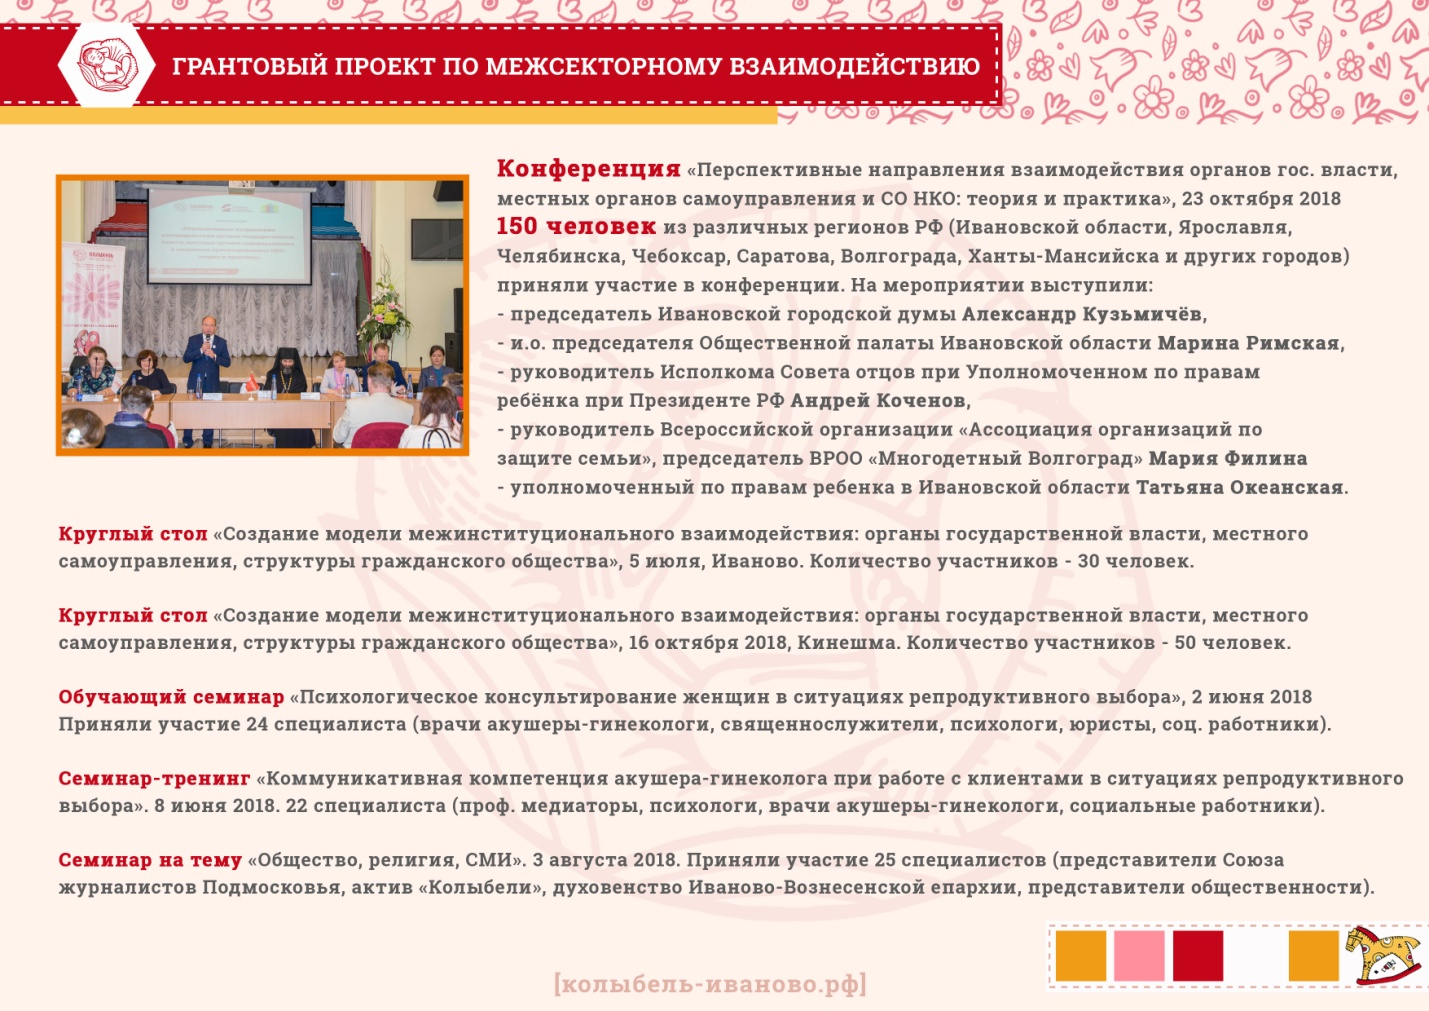 ГРАНТОВЫЙ ПРОЕКТ ПО МЕЖСЕКТОРНОМУ ВЗАИМОДЕЙСТВИЮ
Конференция «Перспективные направления взаимодействия органов гос. власти,
местных органов самоуправления и СО НКО: теория и практика», 23 октября 2018
150 человек из различных регионов РФ (Ивановской области, Ярославля,
Челябинска, Чебоксар, Саратова, Волгограда, Ханты-Мансийска и других городов)
приняли участие в конференции. На мероприятии выступили:
- председатель Ивановской городской думы Александр Кузьмичёв,
- и.о. председателя Общественной палаты Ивановской области Марина Римская,
- руководитель Исполкома Совета отцов при Уполномоченном по правам
ребёнка при Президенте РФ Андрей Коченов,
- руководитель Всероссийской организации «Ассоциация организаций по
защите семьи», председатель ВРОО «Многодетный Волгоград» Мария Филина
- уполномоченный по правам ребенка в Ивановской области Татьяна Океанская.
Круглый стол «Создание модели межинституционального взаимодействия: органы государственной власти, местного
самоуправления, структуры гражданского общества», 5 июля, Иваново. Количество участников - 30 человек.
Круглый стол «Создание модели межинституционального взаимодействия: органы государственной власти, местного
самоуправления, структуры гражданского общества», 16 октября 2018, Кинешма. Количество участников - 50 человек.
Обучающий семинар «Психологическое консультирование женщин в ситуациях репродуктивного выбора», 2 июня 2018
Приняли участие 24 специалиста (врачи акушеры-гинекологи, священнослужители, психологи, юристы, соц. работники).
Семинар-тренинг «Коммуникативная компетенция акушера-гинеколога при работе с клиентами в ситуациях репродуктивного
выбора». 8 июня 2018. 22 специалиста (проф. медиаторы, психологи, врачи акушеры-гинекологи, социальные работники).
Семинар на тему «Общество, религия, СМИ». 3 августа 2018. Приняли участие 25 специалистов (представители Союза
журналистов Подмосковья, актив «Колыбели», духовенство Иваново-Вознесенской епархии, представители общественности).
[колыбель-иваново.рф]